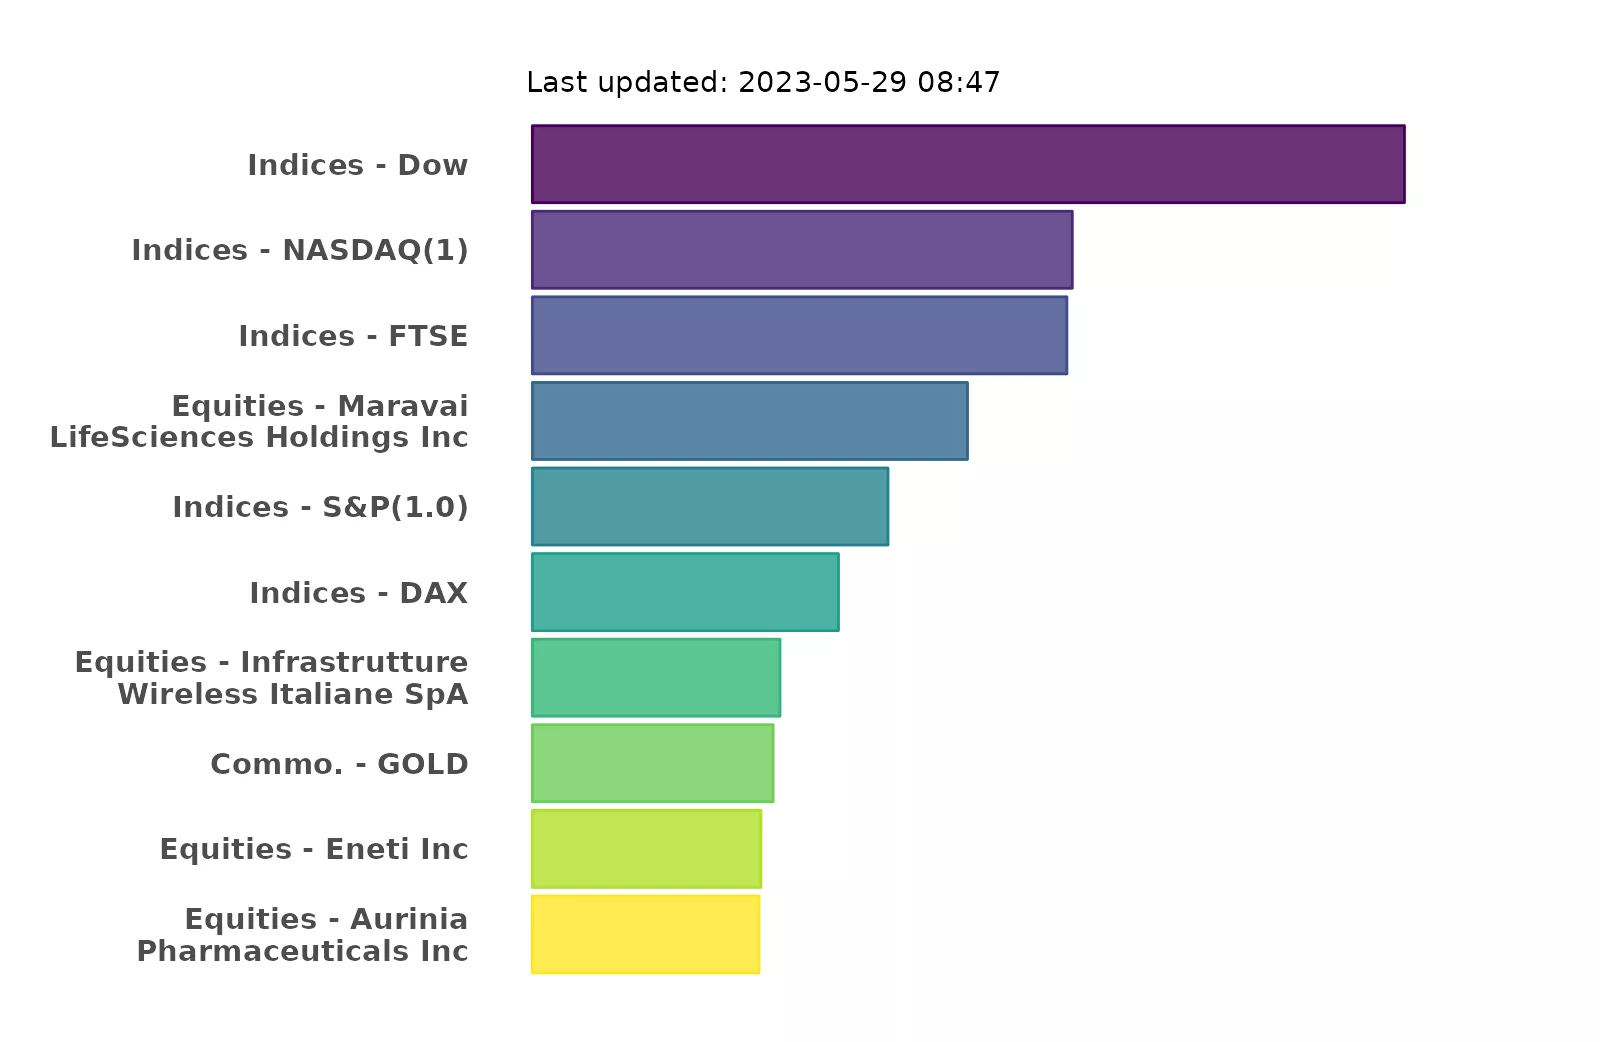 Last updated: 2023-05-29 08:47
Indices - Dow
Indices - NASDAQ(1)
Indices - FTSE
Equities - Maravai
LifeSciences Holdings Inc
Indices - S&P(1.0)
Indices - DAX
Equities - Infrastrutture
Wireless Italiane SpA
Commo. - GOLD
Equities - Eneti Inc
Equities - Aurinia
Pharmaceuticals Inc